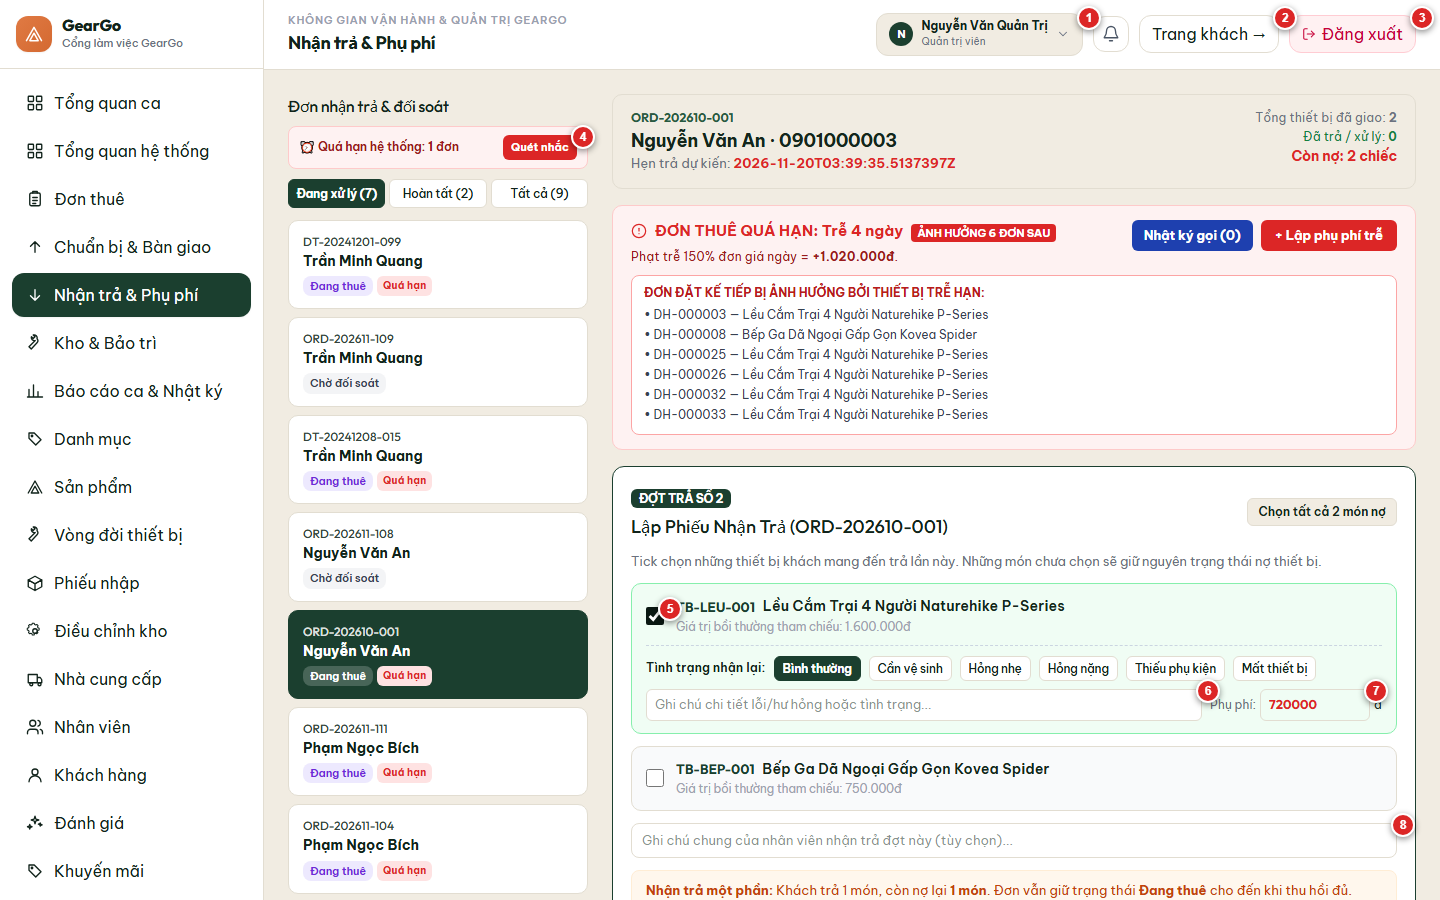 GearGo
Cổng làm việc GearGo
Tổng quan ca
Tổng quan hệ thống
Đơn thuê
Chuẩn bị & Bàn giao
Nhận trả & Phụ phí
Kho & Bảo trì
Báo cáo ca & Nhật ký
Danh mục
Sản phẩm
Vòng đời thiết bị
Phiếu nhập
Điều chỉnh kho
Nhà cung cấp
Nhân viên
Khách hàng
Đánh giá
Khuyến mãi
KHÔNG GIAN VẬN HÀNH & QUẢN TRỊ GEARGO
Nhận trả & Phụ phí
N
Nguyễn Văn Quản Trị
Quản trị viên
1
Trang khách →
2
Đăng xuất
3
Đơn nhận trả & đối soát
Quá hạn hệ thống: 1 đơn
Quét nhắc
4
Đang xử lý (7)
Hoàn tất (2)
Tất cả (9)
DT-20241201-099
Trần Minh Quang
Đang thuê
Quá hạn
ORD-202611-109
Trần Minh Quang
Chờ đối soát
DT-20241208-015
Trần Minh Quang
Đang thuê
Quá hạn
ORD-202611-108
Nguyễn Văn An
Chờ đối soát
ORD-202610-001
Nguyễn Văn An
Đang thuê
Quá hạn
ORD-202611-111
Phạm Ngọc Bích
Đang thuê
Quá hạn
ORD-202611-104
Phạm Ngọc Bích
Đang thuê
Quá hạn
ORD-202610-001
Nguyễn Văn An · 0901000003
Hẹn trả dự kiến: 2026-11-20T03:39:35.5137397Z
Tổng thiết bị đã giao: 2
Đã trả / xử lý: 0
Còn nợ: 2 chiếc
ĐƠN THUÊ QUÁ HẠN: Trễ 4 ngày
ẢNH HƯỞNG 6 ĐƠN SAU
Nhật ký gọi (0)
+ Lập phụ phí trễ
Phạt trễ 150% đơn giá ngày = +1.020.000đ.
ĐƠN ĐẶT KẾ TIẾP BỊ ẢNH HƯỞNG BỞI THIẾT BỊ TRỄ HẠN:
• DH-000003 — Lều Cắm Trại 4 Người Naturehike P-Series
• DH-000008 — Bếp Ga Dã Ngoại Gấp Gọn Kovea Spider
• DH-000025 — Lều Cắm Trại 4 Người Naturehike P-Series
• DH-000026 — Lều Cắm Trại 4 Người Naturehike P-Series
• DH-000032 — Lều Cắm Trại 4 Người Naturehike P-Series
• DH-000033 — Lều Cắm Trại 4 Người Naturehike P-Series
ĐỢT TRẢ SỐ 2
Lập Phiếu Nhận Trả (ORD-202610-001)
Chọn tất cả 2 món nợ
Tick chọn những thiết bị khách mang đến trả lần này. Những món chưa chọn sẽ giữ nguyên trạng thái nợ thiết bị.
5
TB-LEU-001 Lều Cắm Trại 4 Người Naturehike P-Series
Giá trị bồi thường tham chiếu: 1.600.000đ
Tình trạng nhận lại:
Bình thường
Cần vệ sinh
Hỏng nhẹ
Hỏng nặng
Thiếu phụ kiện
Mất thiết bị
Ghi chú chi tiết lỗi/hư hỏng hoặc tình trạng...
6
Phụ phí:
720000
7
đ
TB-BEP-001 Bếp Ga Dã Ngoại Gấp Gọn Kovea Spider
Giá trị bồi thường tham chiếu: 750.000đ
8
Ghi chú chung của nhân viên nhận trả đợt này (tùy chọn)...
Nhận trả một phần: Khách trả 1 món, còn nợ lại 1 món. Đơn vẫn giữ trạng thái Đang thuê cho đến khi thu hồi đủ.